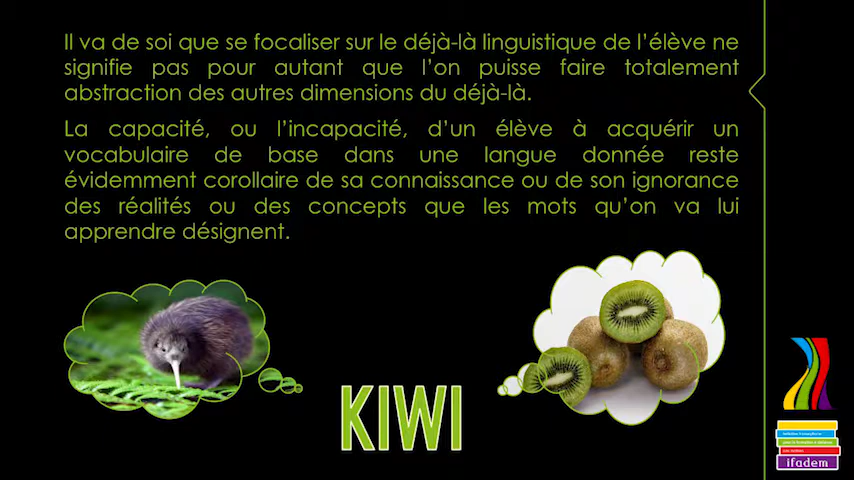 Il va de soi que se focaliser sur le déjà-là linguistique de l'élève ne
signifie pas pour autant que l'on puisse faire totalement
abstraction des autres dimensions du déjà-là.
La capacité, ou l'incapacité, d'un élève à acquérir un
vocabulaire de base dans une langue donnée reste
évidemment corollaire de sa connaissance ou de son ignorance
des réalités ou des concepts que les mots qu'on va lui
apprendre désignent.
KIWI
ifadem